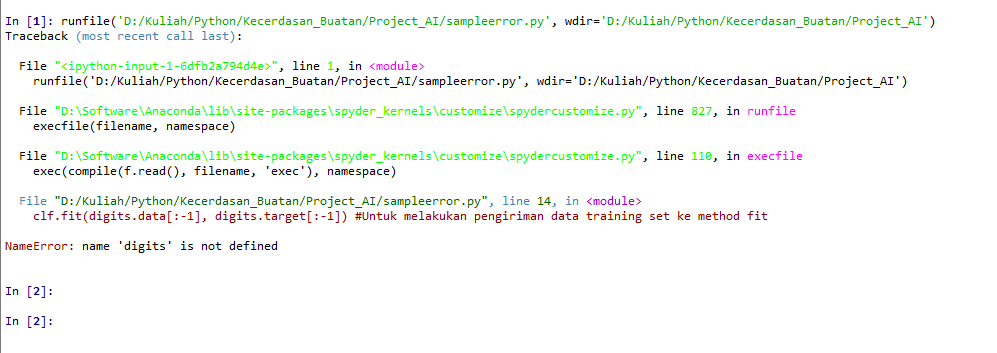 In [1]: runfile('D:/Kuliah/Python/Kecerdasan_Buatan/Project_AI/sampleerror.py', wdir='D:/Kuliah/Python/Kecerdasan_Buatan/Project_AI')
Traceback (most recent call last):
File "<ipython-input-1-6dfb2a794d4e>", line 1, in <module>
runfile('D:/Kuliah/Python/Kecerdasan_Buatan/Project_AI/sampleerror.py', wdir='D:/Kuliah/Python/Kecerdasan_Buatan/Project_AI')
File "D:\Software\Anaconda\lib\site-packages\spyder_kernels\customize\spydercustomize.py", line 827, in runfile
execfile(filename, namespace)
File "D:\Software\Anaconda\lib\site-packages\spyder_kernels\customize\spydercustomize.py", line 110, in execfile
exec(compile(f.read(), filename, 'exec'), namespace)
File "D:/Kuliah/Python/Kecerdasan_Buatan/Project_AI/sampleerror.py", line 14, in <module>
clf.fit(digits.data[:-1], digits.target[:-1]) #Untuk melakukan pengiriman data training set ke method fit
NameError: name 'digits' is not defined
In [2]:
In [2]: